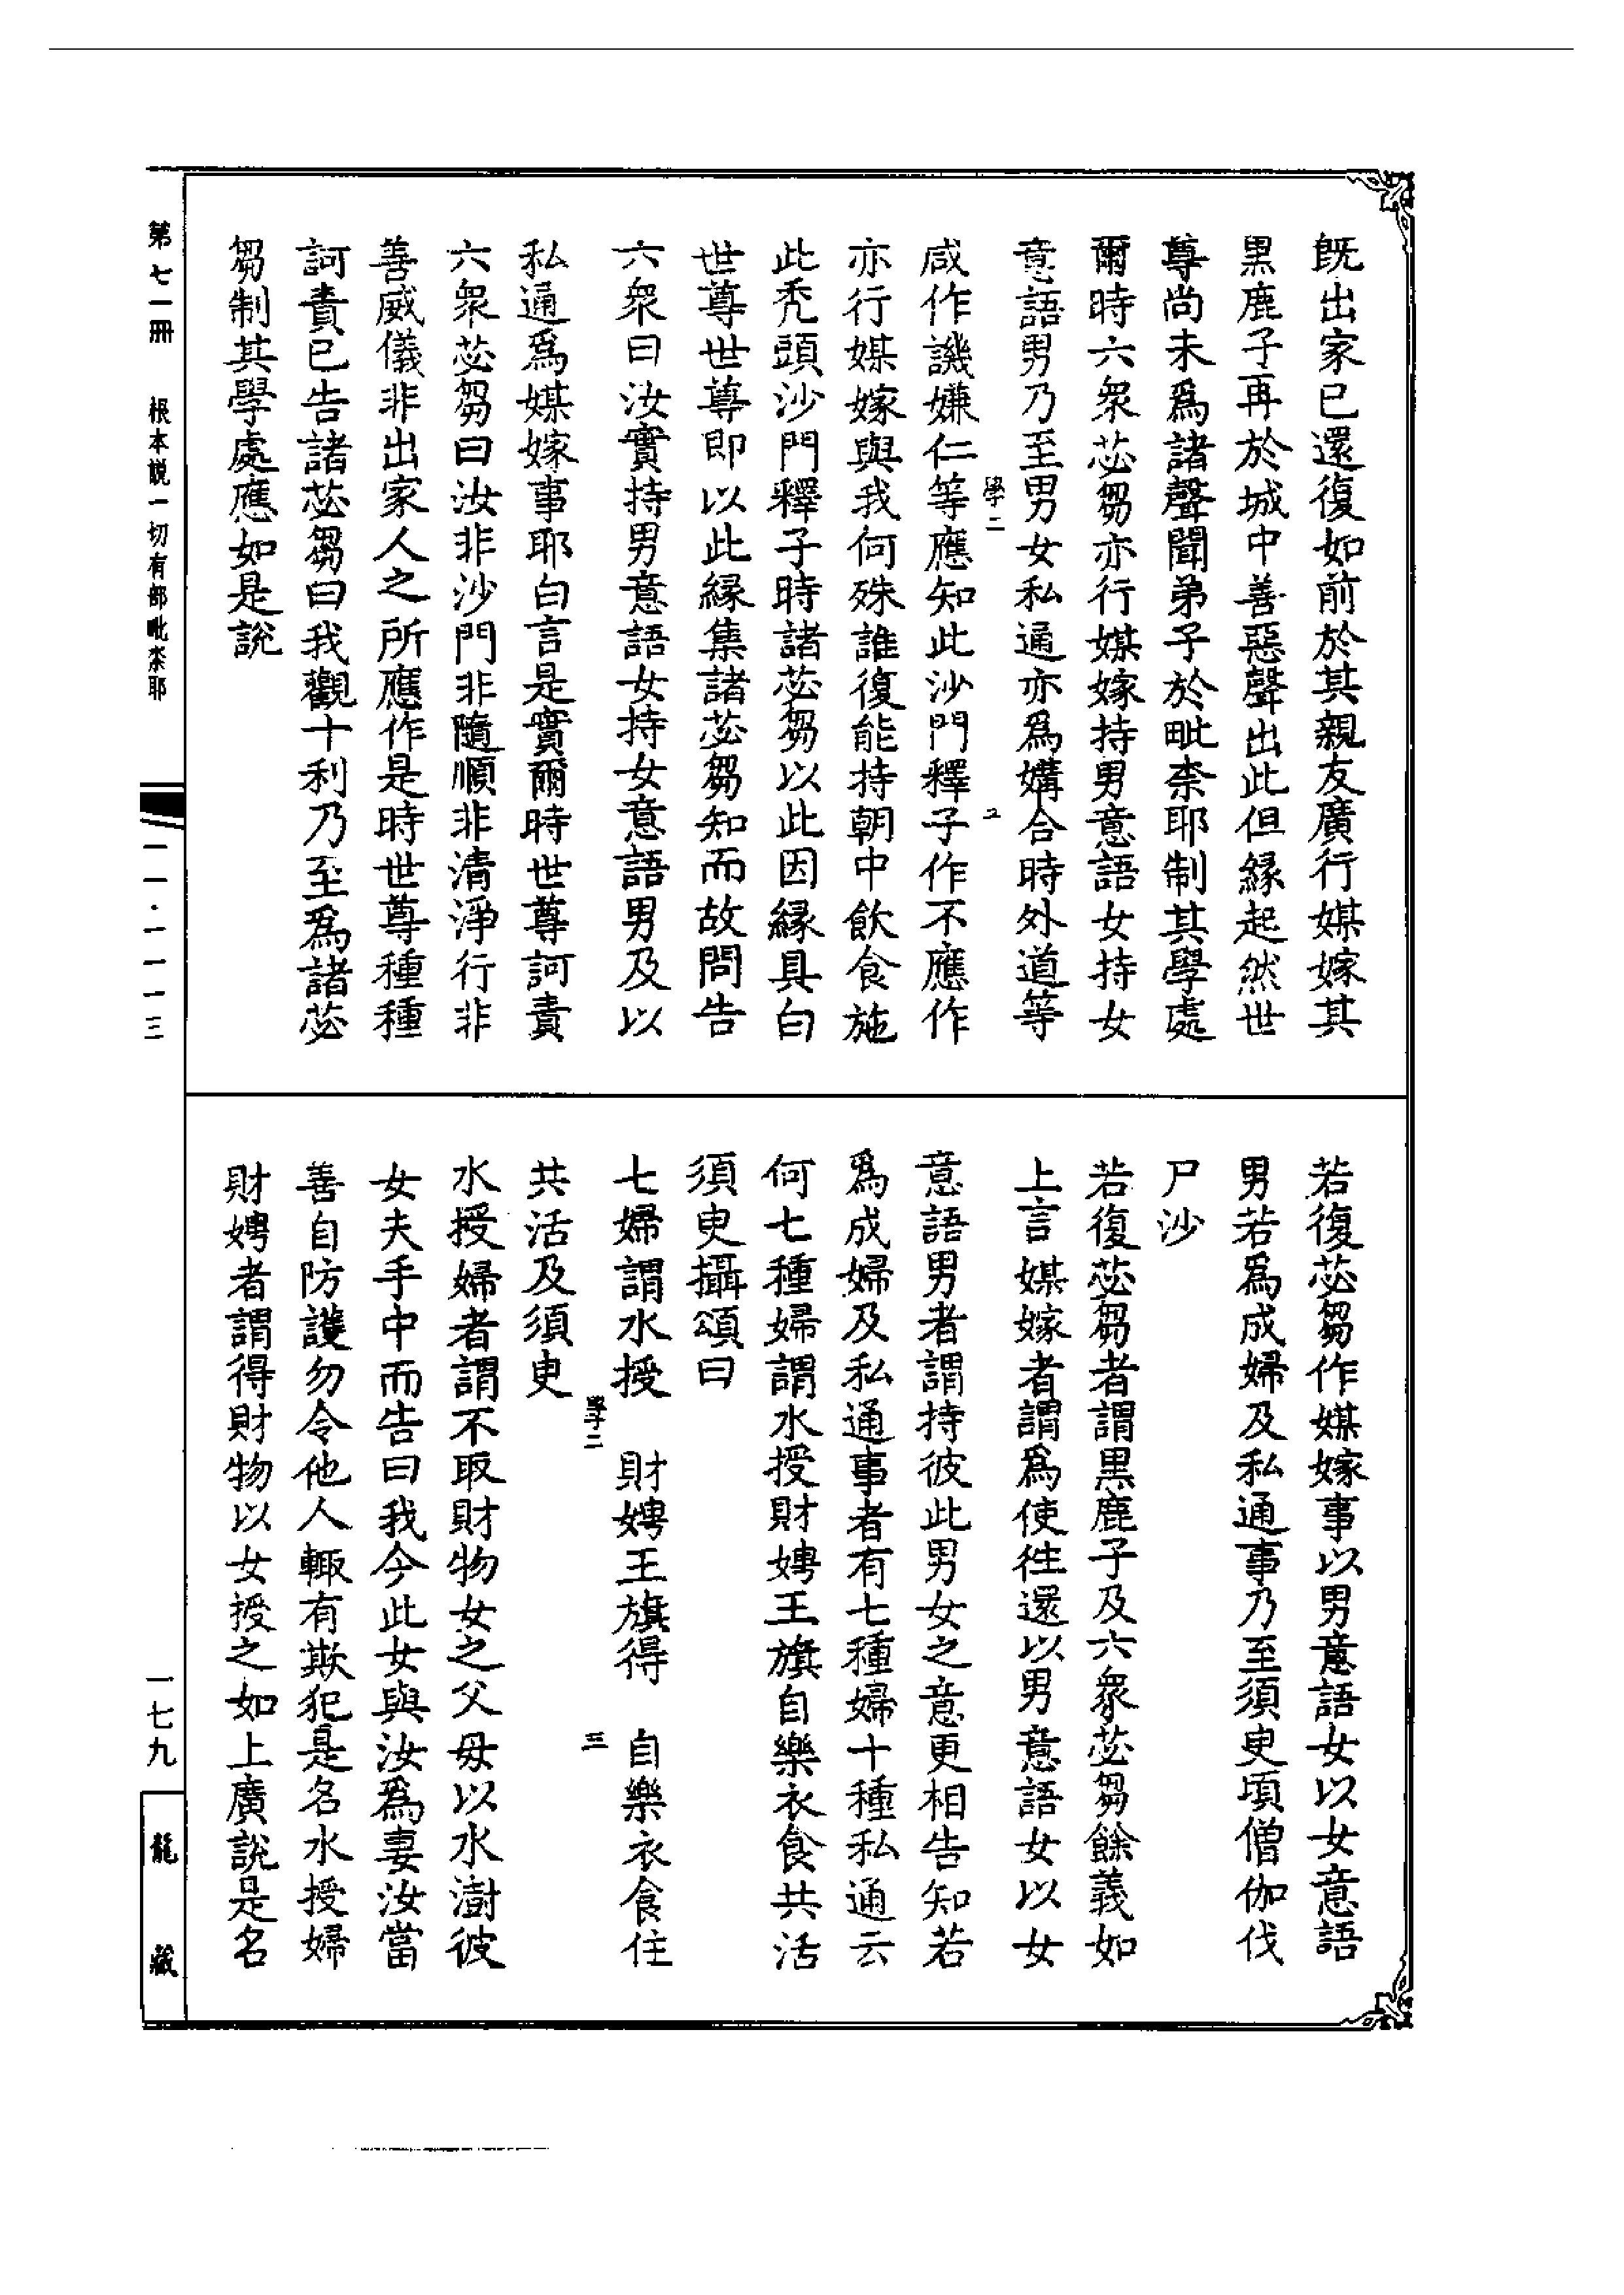 既出家已還復如前於其親友廣行媒嫁其
黒鹿子再於城中善惡聲出此但縁起然世
尊尚未爲諸聲聞弟子於毗柰耶制其學處
爾時六衆苾芻亦行媒嫁持男意語女持女
意語男乃至男女私通亦爲媾合時外道等
學二
二
咸作譏嫌仁等應知此沙門釋子作不應作
亦行媒嫁與我何殊誰復能持朝中飲食施
此禿頭沙門釋子時諸苾芻以此因縁具白
世尊世尊即以此縁集諸苾芻知而故問告
六衆曰汝實持男意語女持女意語男及以
私通爲媒嫁事耶白言是實爾時世尊訶責
六衆苾芻曰汝非沙門非隨順非清淨行非
善威儀非出家人之所應作是時世尊種種
訶責已告諸苾芻曰我觀十利乃至爲諸苾
芻制其學處應如是說
若復苾芻作媒嫁事以男意語女以女意語
男若爲成婦及私通事乃至須臾頃僧伽伐
尸沙
若復苾芻者謂黒鹿子及六衆苾芻餘義如
上言媒嫁者謂爲使徃還以男意語女以女
意語男者謂持彼此男女之意更相告知若
爲成婦及私通事者有七種婦十種私通云
何七種婦謂水授財娉王旗自樂衣食共活
須臾攝頌曰
七婦謂水授　財娉王旗得　自樂衣食住
學二
三
共活及須臾
水授婦者謂不取財物女之父母以水澍彼
女夫手中而告曰我今此女與汝爲妻汝當
善自防護勿令他人輒有欺犯是名水授婦
財娉者謂得財物以女授之如上廣說是名
第七一冊　根本説一切有部毗柰耶
一一·一一一三
一七九
龍藏